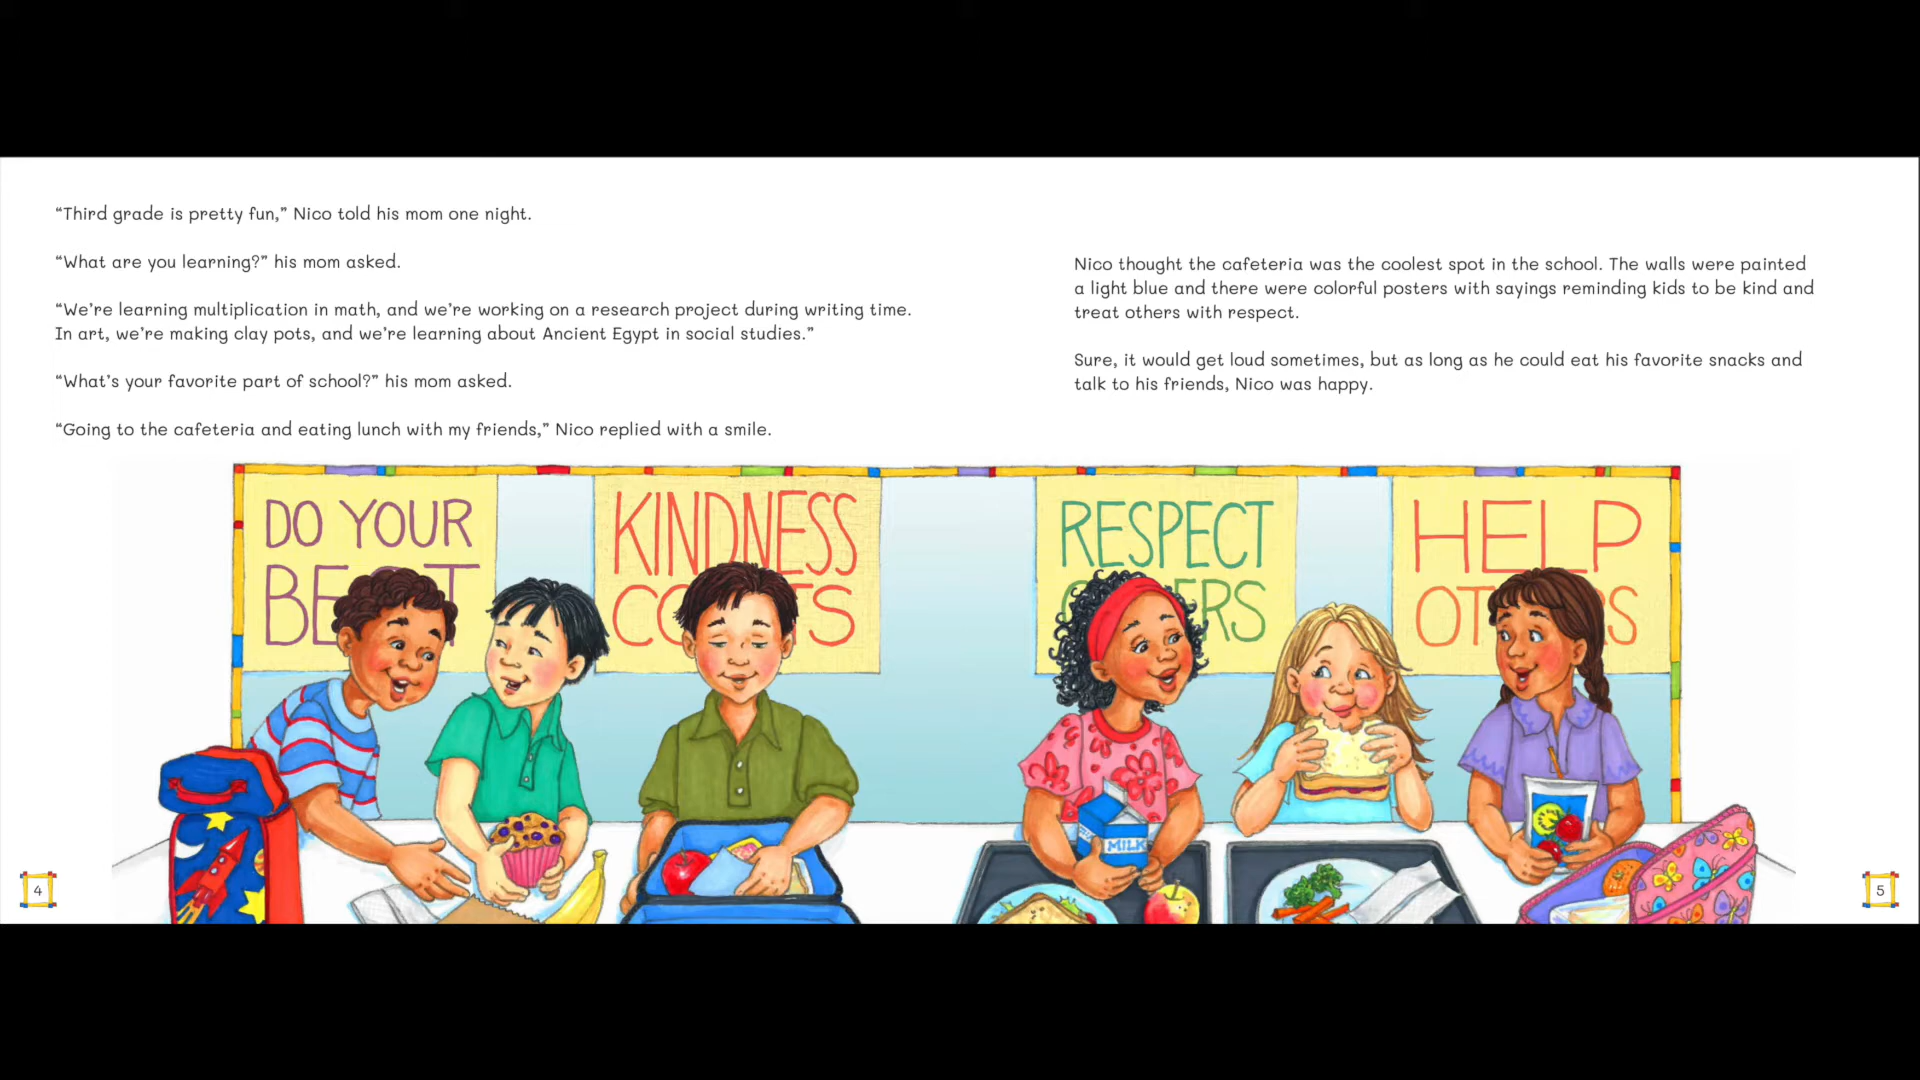 “Third grade is pretty fun,” Nico told his mom one night.
“What are you learning?” his mom asked.
“We’re learning multiplication in math, and we’re working on a research project during writing time.
In art, we’re making clay pots, and we’re learning about Ancient Egypt in social studies.”
“What’s your favorite part of school?” his mom asked.
“Going to the cafeteria and eating lunch with my friends,” Nico replied with a smile.
Nico thought the cafeteria was the coolest spot in the school. The walls were painted
a light blue and there were colorful posters with sayings reminding kids to be kind and
treat others with respect.
Sure, it would get loud sometimes, but as long as he could eat his favorite snacks and
talk to his friends, Nico was happy.
DO YOUR
BE T
KINDNESS
CO TS
RESPECT
O ERS
HELP
OT RS
MILK
4
5